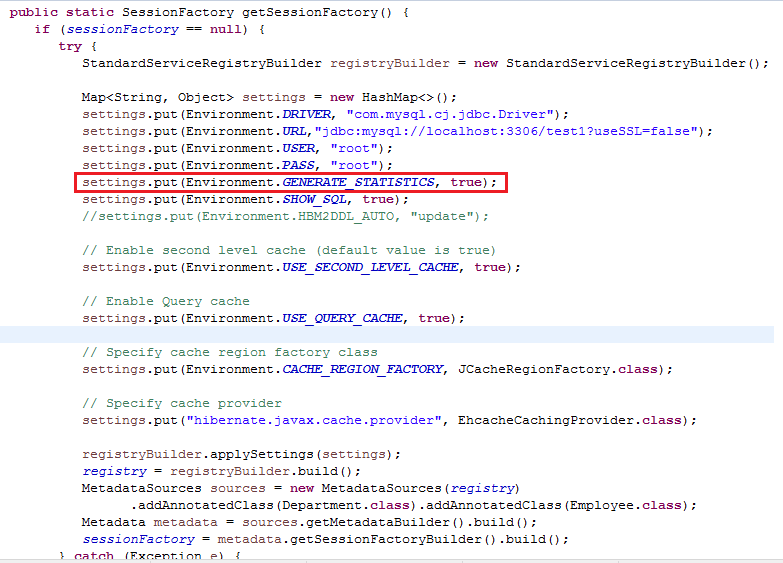 public static SessionFactory getSessionFactory() {
if (sessionFactory == null) {
try {
StandardServiceRegistryBuilder registryBuilder = new StandardServiceRegistryBuilder();
Map<String, Object> settings = new HashMap<>();
settings.put(Environment.DRIVER, "com.mysql.cj.jdbc.Driver");
settings.put(Environment.URL,"jdbc:mysql://localhost:3306/test1?useSSL=false");
settings.put(Environment.USER, "root");
settings.put(Environment.PASS, "root");
settings.put(Environment.GENERATE_STATISTICS, true);
settings.put(Environment.SHOW_SQL, true);
//settings.put(Environment.HBM2DDL_AUTO, "update");
// Enable second level cache (default value is true)
settings.put(Environment.USE_SECOND_LEVEL_CACHE, true);
// Enable Query cache
settings.put(Environment.USE_QUERY_CACHE, true);
// Specify cache region factory class
settings.put(Environment.CACHE_REGION_FACTORY, JCacheRegionFactory.class);
// Specify cache provider
settings.put("hibernate.javax.cache.provider", EhcacheCachingProvider.class);
registryBuilder.applySettings(settings);
registry = registryBuilder.build();
MetadataSources sources = new MetadataSources(registry)
.addAnnotatedClass(Department.class).addAnnotatedClass(Employee.class);
Metadata metadata = sources.getMetadataBuilder().build();
sessionFactory = metadata.getSessionFactoryBuilder().build();
} catch (Exception e) {